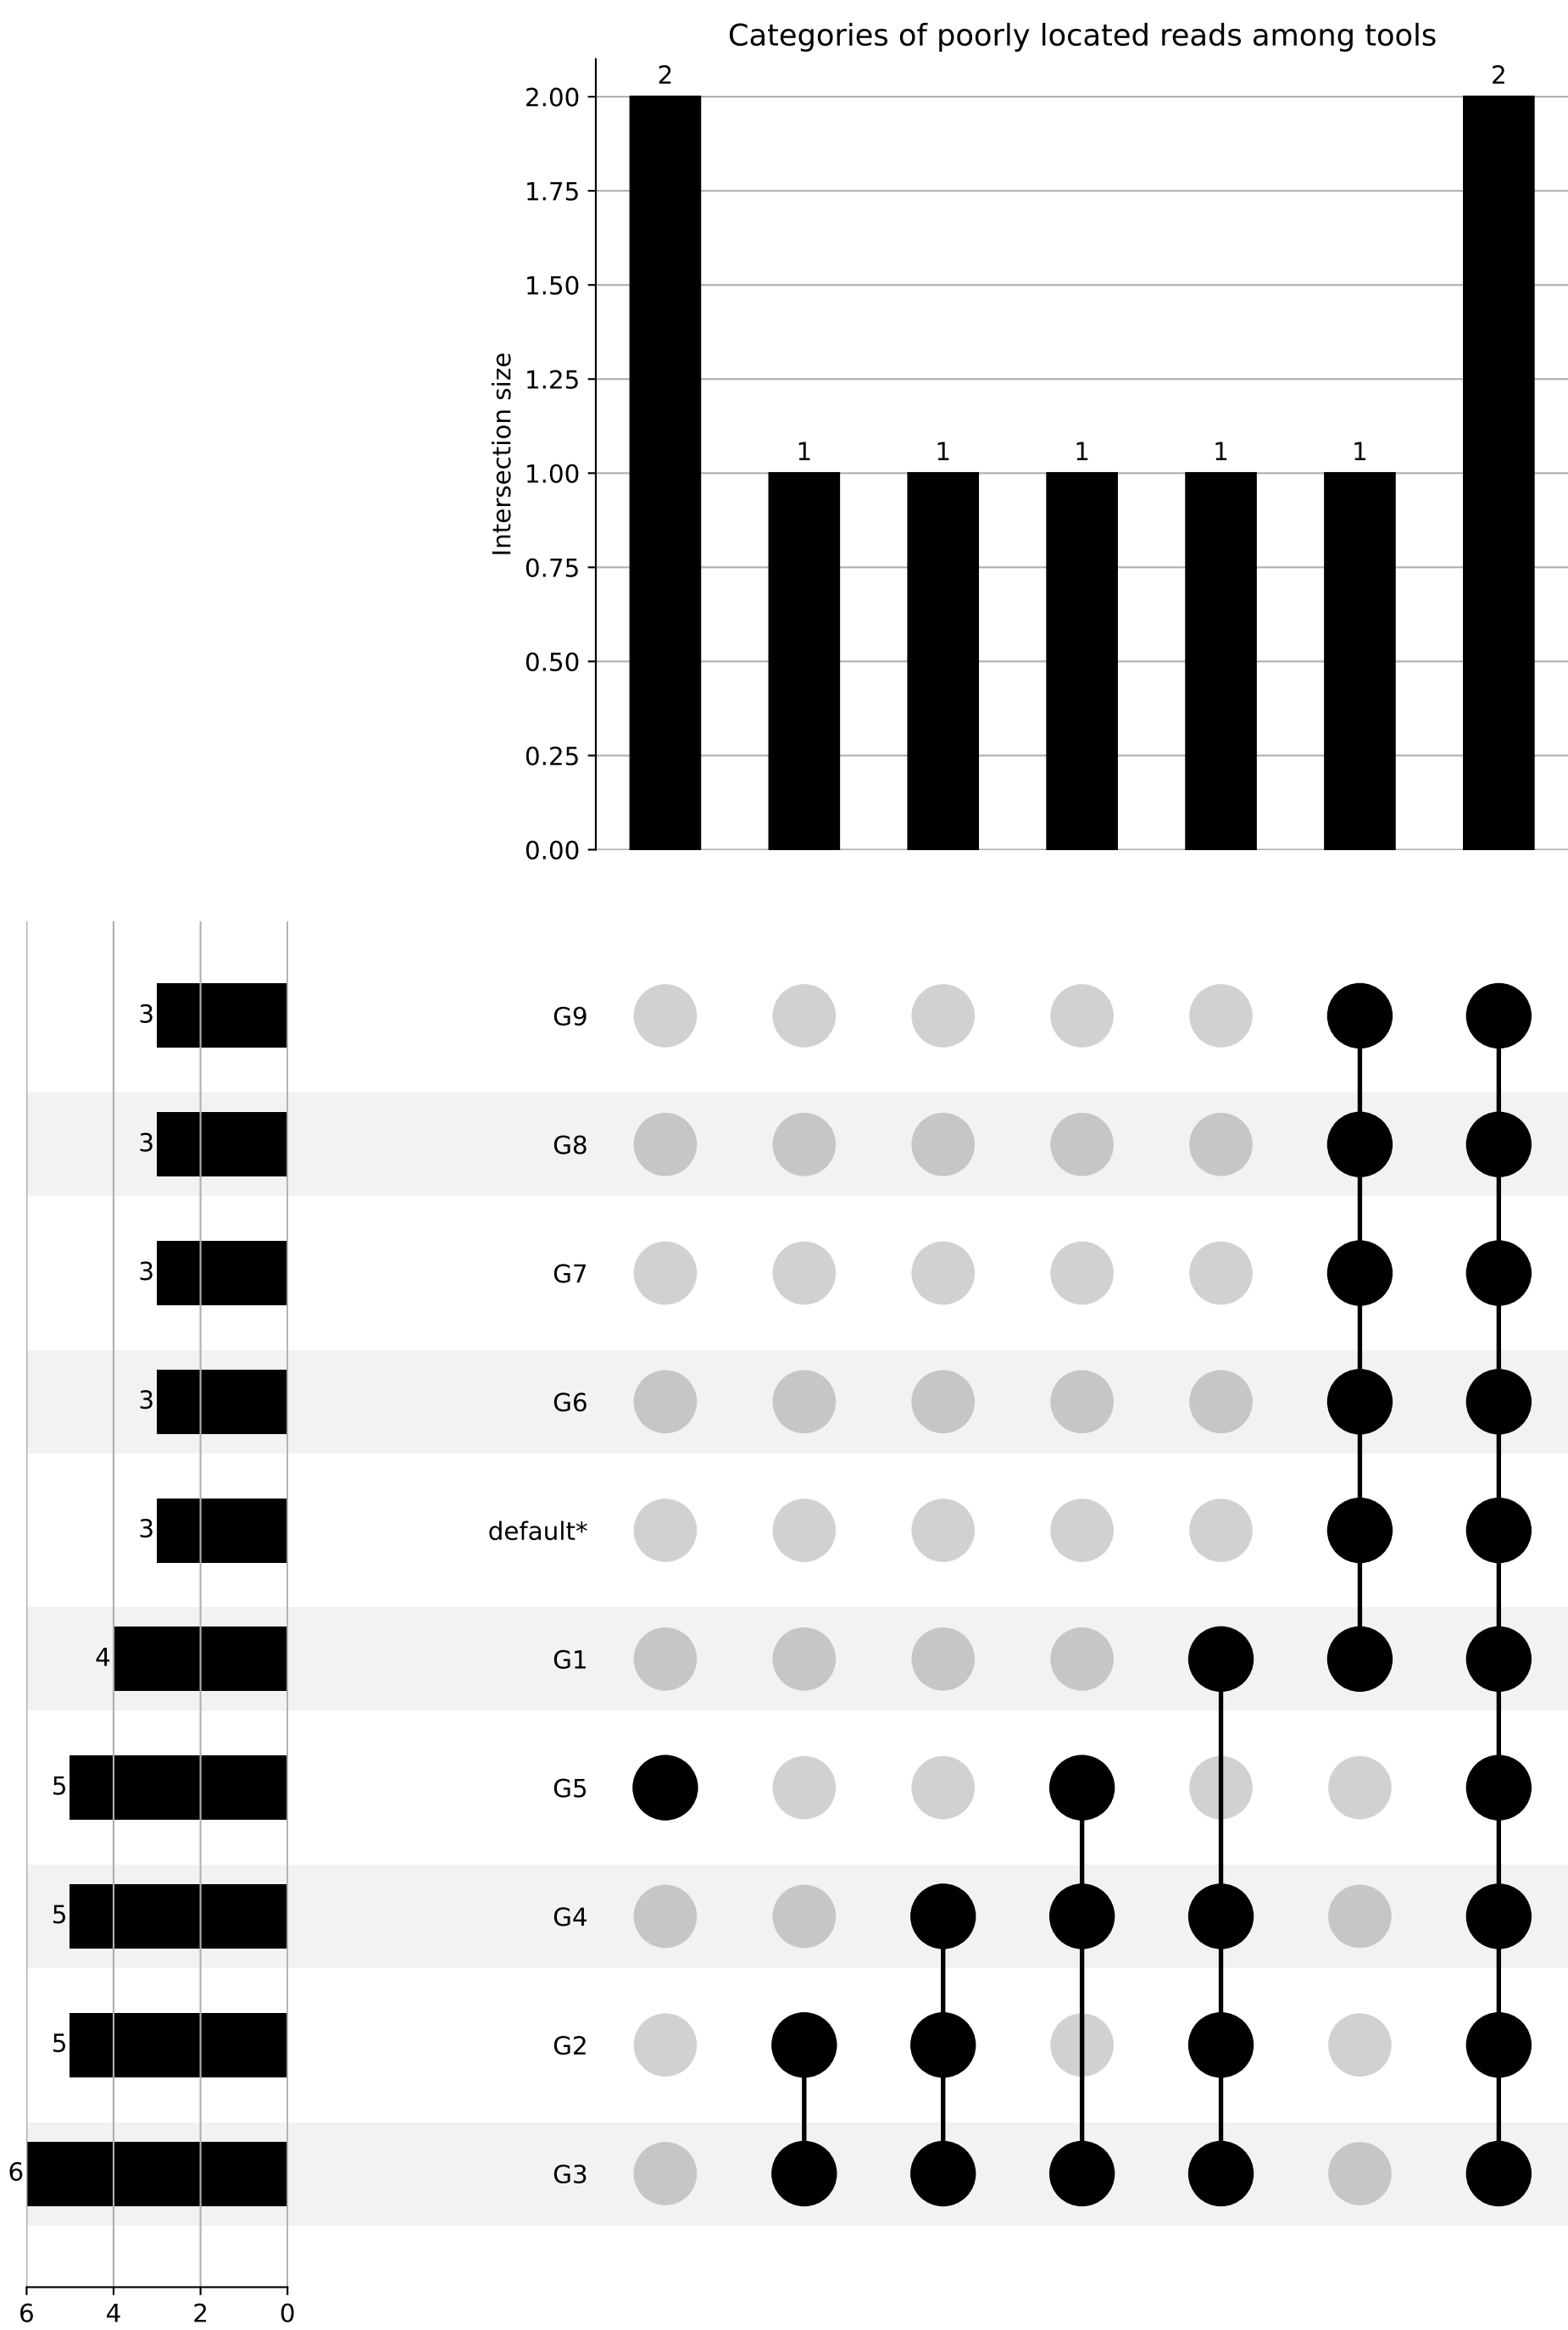 Categories of poorly located reads among tools
2
2
2.00
1.75
1.50
1.25
1
1
1
1
1
1.00
0.75
0.50
0.25
0.00
Intersection size
3
G9
3
G8
3
G7
3
G6
3
default*
4
G1
5
G5
5
G4
5
G2
6
G3
6
4
2
0